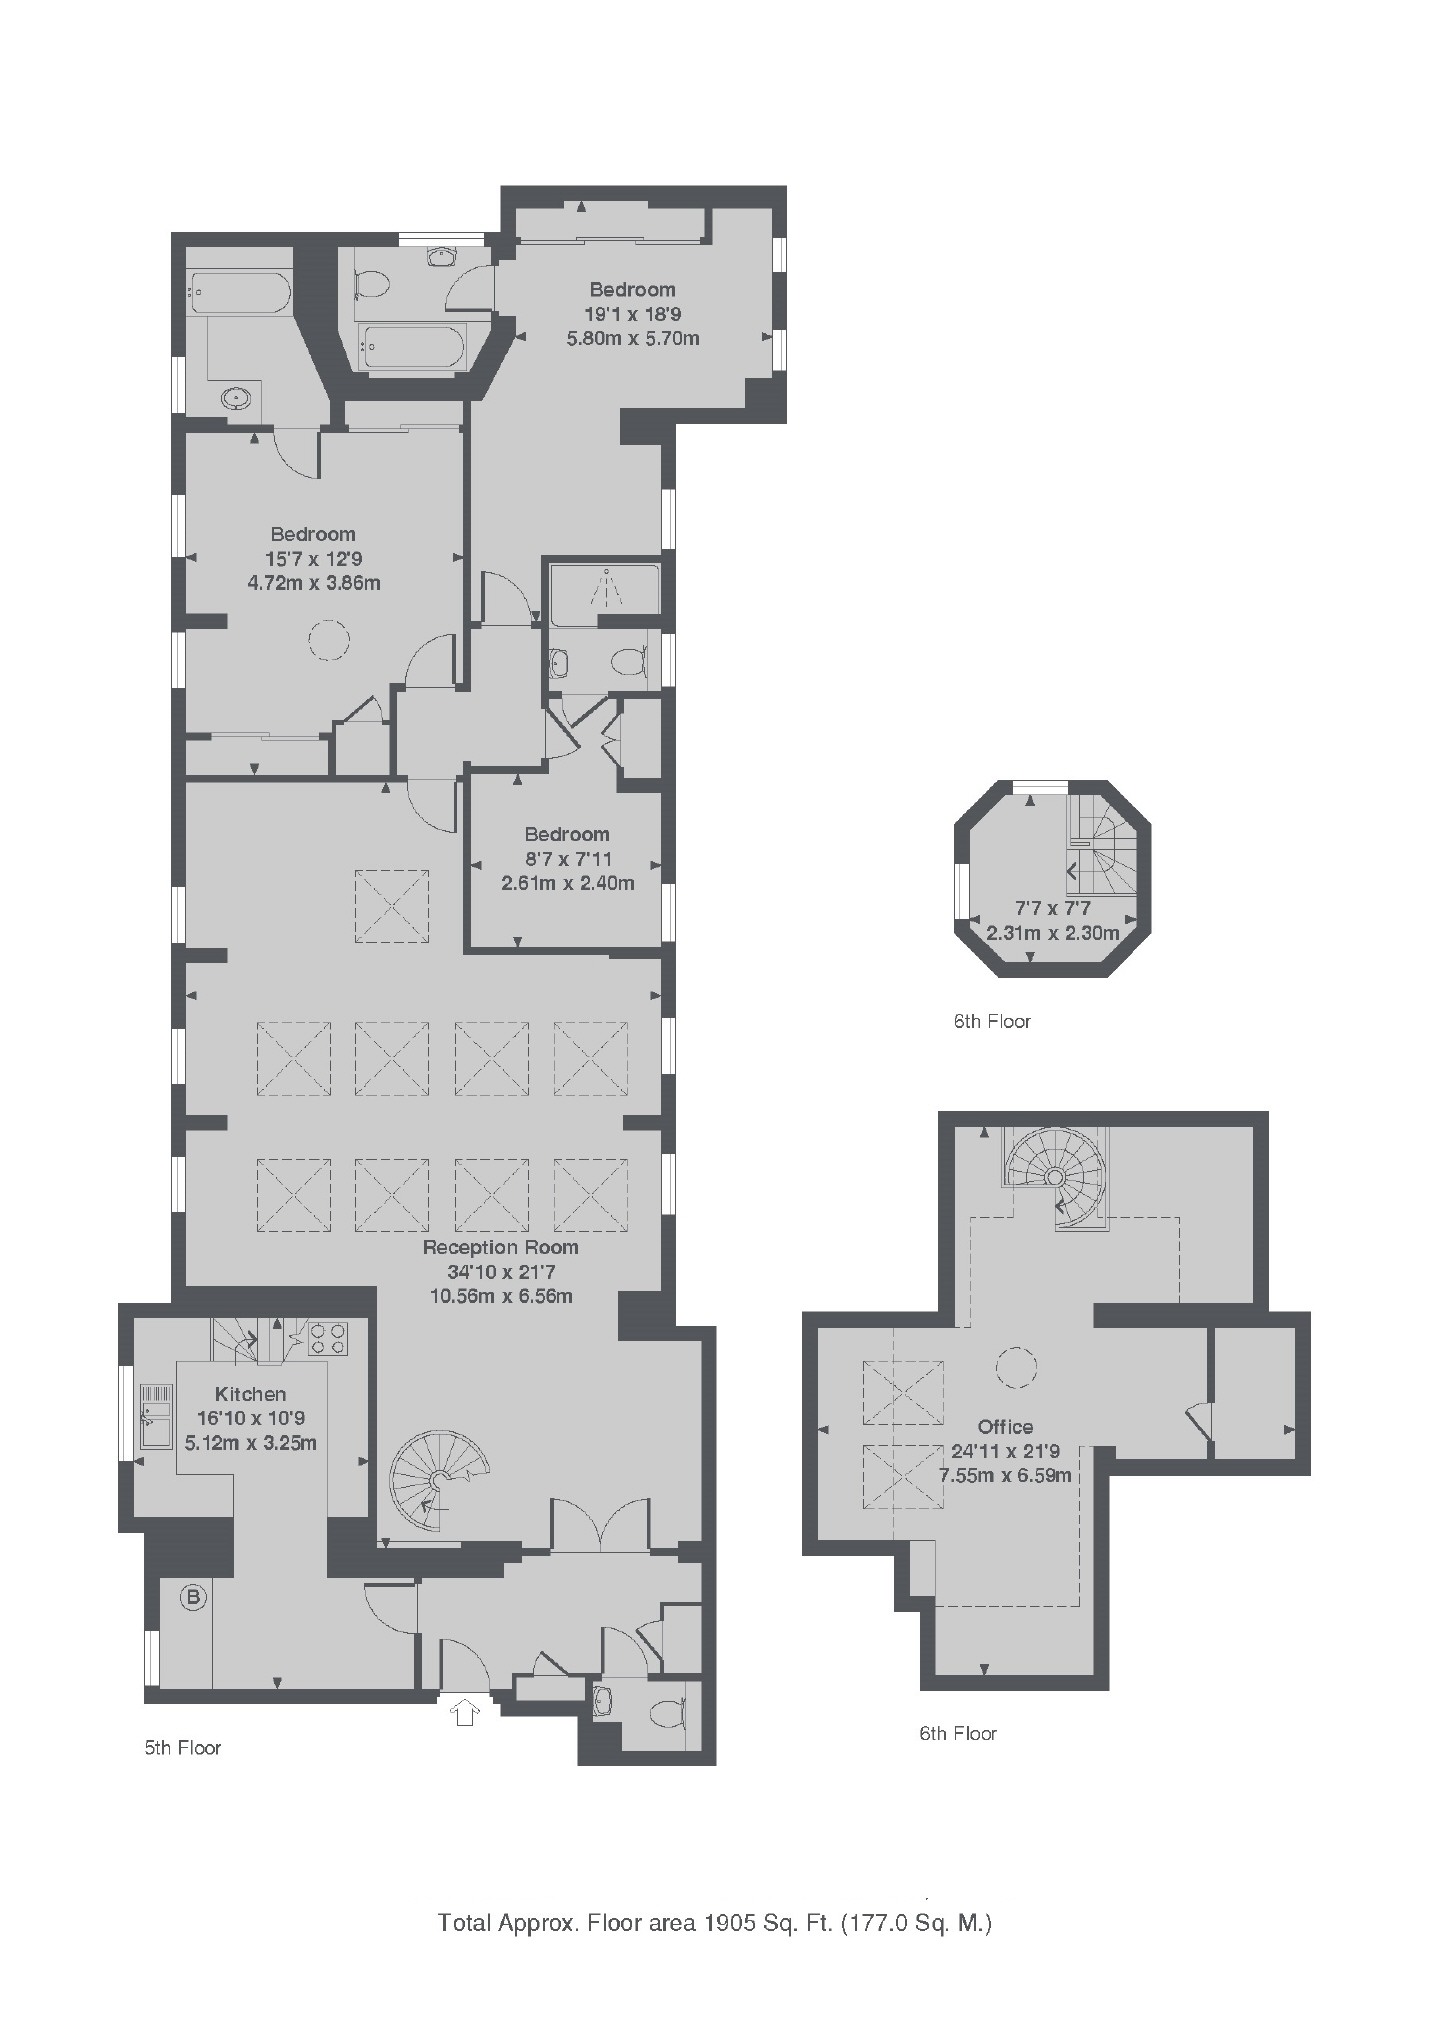 Bedroom
19'1 x 18'9
5.80m x 5.70m
Bedroom
15'7 x 12'9
4.72m x 3.86m
Bedroom
8'7 x 7'11
2.61m x 2.40m
7'7 x 7'7
2.31m x 2.30m
6th Floor
Reception Room
34'10 x 21'7
10.56m x 6.56m
Kitchen
16'10 x 10'9
5.12m x 3.25m
Office
24'11 x 21'9
7.55m x 6.59m
B
5th Floor
6th Floor
Total Approx. Floor area 1905 Sq. Ft. (177.0 Sq. M.)